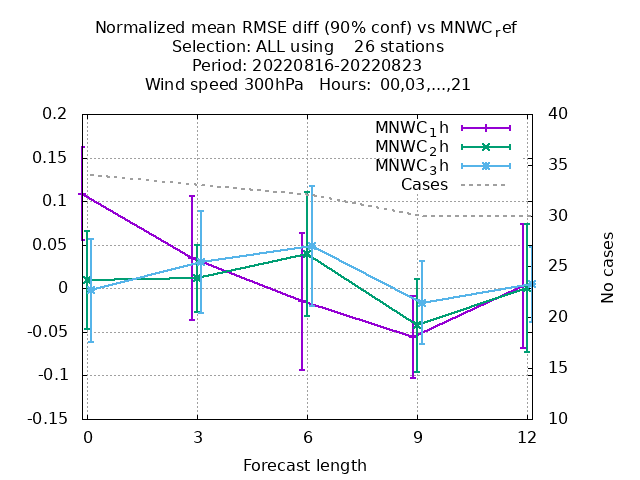 Normalized mean RMSE diff (90% conf) vs MNWC_ref
Selection: ALL using    26 stations
Period: 20220816-20220823
Wind speed 300hPa   Hours:  00,03,...,21
0.2
0.15
0.1
0.05
0
-0.05
-0.1
-0.15
MNWC_1h
MNWC_2h
MNWC_3h
Cases
40
35
30
25
20
15
10
No cases
0 3 6 9 12
Forecast length